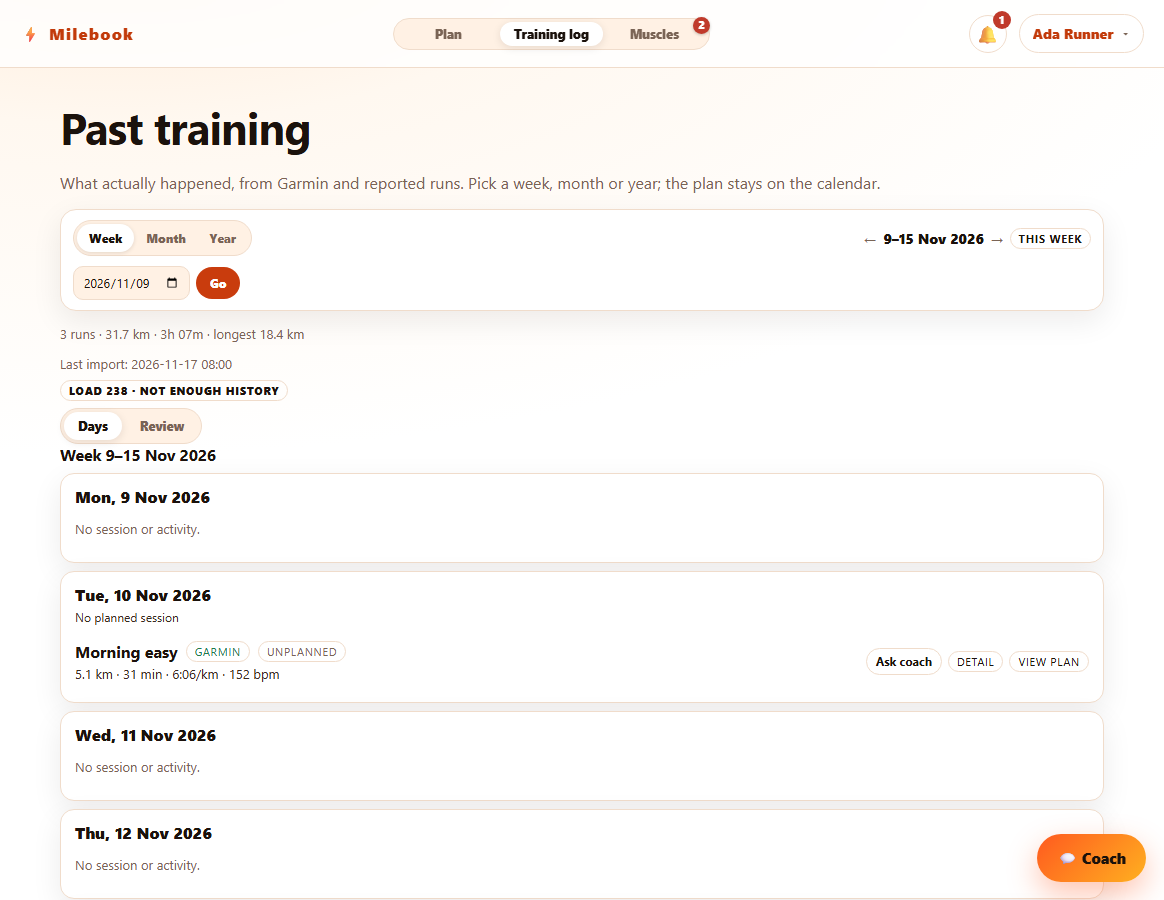 Milebook
Plan
Training log
Muscles
2
1
Ada Runner
Past training
What actually happened, from Garmin and reported runs. Pick a week, month or year; the plan stays on the calendar.
Week
Month
Year
← 9–15 Nov 2026 →
THIS WEEK
2026/11/09
Go
3 runs · 31.7 km · 3h 07m · longest 18.4 km
Last import: 2026-11-17 08:00
LOAD 238 · NOT ENOUGH HISTORY
Days
Review
Week 9–15 Nov 2026
Mon, 9 Nov 2026
No session or activity.
Tue, 10 Nov 2026
No planned session
Morning easy
GARMIN
UNPLANNED
5.1 km · 31 min · 6:06/km · 152 bpm
Ask coach
DETAIL
VIEW PLAN
Wed, 11 Nov 2026
No session or activity.
Thu, 12 Nov 2026
No session or activity.
Coach